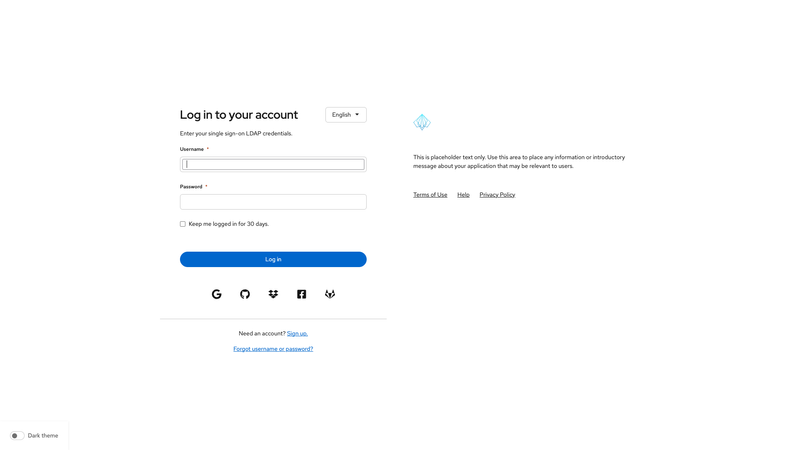 Log in to your account
English
Enter your single sign-on LDAP credentials.
Username *
Password *
Keep me logged in for 30 days.
Log in
Need an account? Sign up.
Forgot username or password?
This is placeholder text only. Use this area to place any information or introductory
message about your application that may be relevant to users.
Terms of Use Help Privacy Policy
Dark theme